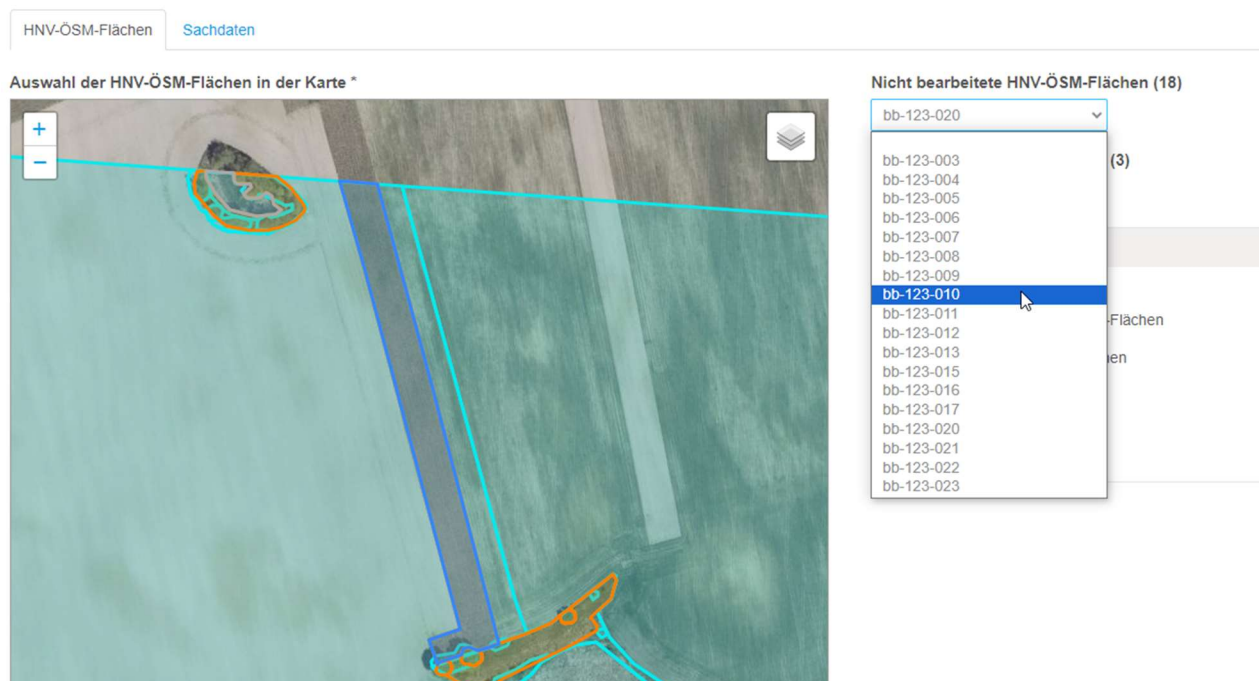 HNV-ÖSM-Flächen Sachdaten
Auswahl der HNV-ÖSM-Flächen in der Karte *
+
−
Nicht bearbeitete HNV-ÖSM-Flächen (18)
bb-123-020
bb-123-003 (3)
bb-123-004
bb-123-005
bb-123-006
bb-123-007
bb-123-008
bb-123-009
bb-123-010
bb-123-011 -Flächen
bb-123-012
bb-123-013
bb-123-015
bb-123-016
bb-123-017
bb-123-020
bb-123-021
bb-123-022
bb-123-023